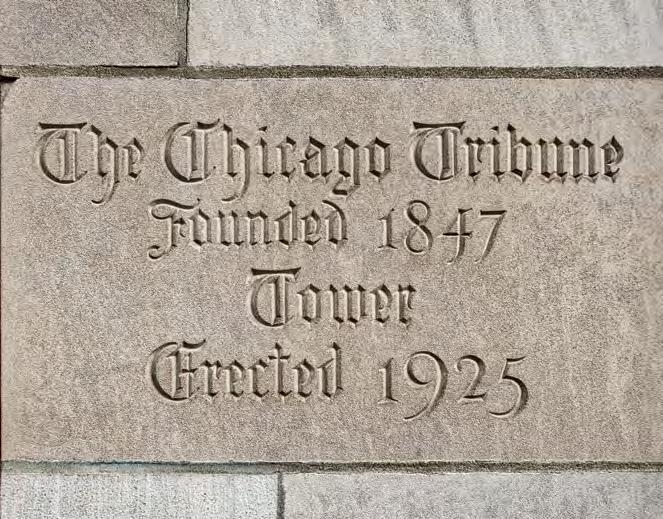 The Chicago Tribune
Founded 1847
Tower
Erected 1925